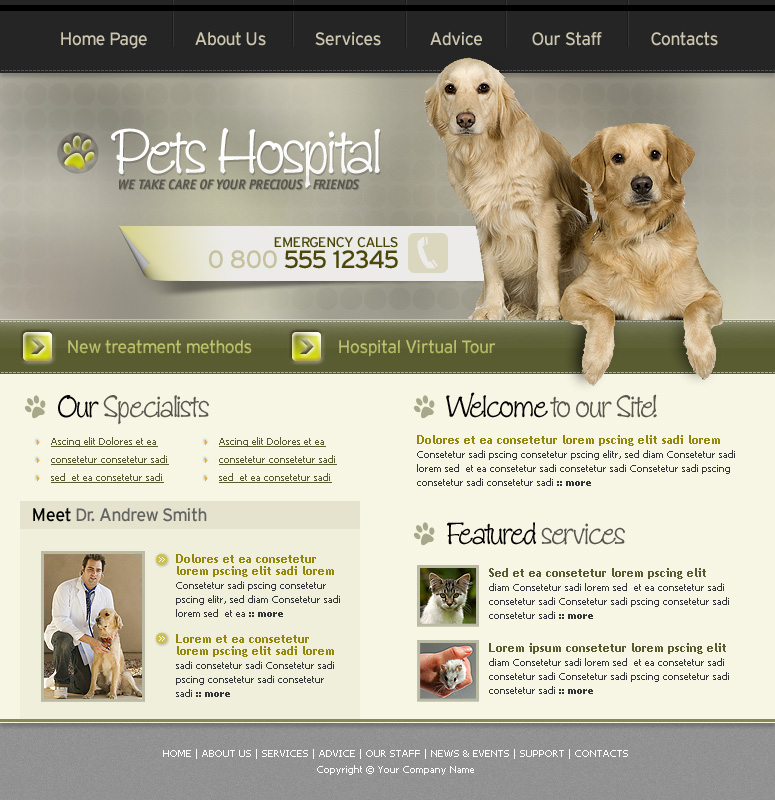 Home Page
About Us
Services
Advice
Our Staff
Contacts
Pets Hospital
WE TAKE CARE OF YOUR PRECIOUS FRIENDS
EMERGENCY CALLS
0 800 555 12345
New treatment methods
Hospital Virtual Tour
Our Specialists
Ascing elit Dolores et ea
consetetur consetetur sadi
sed et ea consetetur sadi
Ascing elit Dolores et ea
consetetur consetetur sadi
sed et ea consetetur sadi
Meet Dr. Andrew Smith
Dolores et ea consetetur
lorem pscing elit sadi lorem
Consetetur sadi pscing consetetur
pscing elitr, sed diam Consetetur sadi
lorem sed et ea :: more
Lorem et ea consetetur
lorem pscing elit sadi lorem
sadi consetetur sadi Consetetur sadi
pscing consetetur sadi consetetur
sadi :: more
Welcome to our Site!
Dolores et ea consetetur lorem pscing elit sadi lorem
Consetetur sadi pscing consetetur pscing elitr, sed diam Consetetur sadi
lorem sed et ea consetetur sadi consetetur sadi Consetetur sadi pscing
consetetur sadi consetetur sadi :: more
Featured services
Sed et ea consetetur lorem pscing elit
diam Consetetur sadi lorem sed et ea consetetur sadi
consetetur sadi Consetetur sadi pscing consetetur sadi
consetetur sadi :: more
Lorem ipsum consetetur lorem pscing elit
diam Consetetur sadi lorem sed et ea consetetur sadi
consetetur sadi Consetetur sadi pscing consetetur sadi
consetetur sadi :: more
HOME | ABOUT US | SERVICES | ADVICE | OUR STAFF | NEWS & EVENTS | SUPPORT | CONTACTS
Copyright © Your Company Name